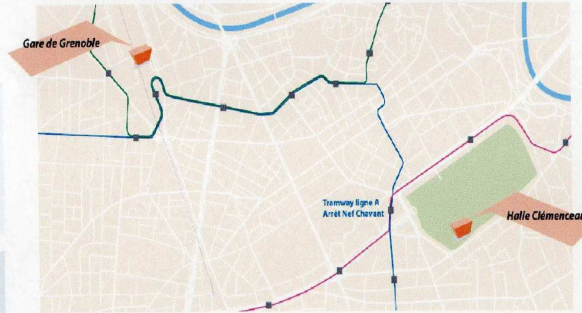 Gare de Grenoble
Tramway ligne A
Arrêt Nef Chavant
Halle Clémenceau